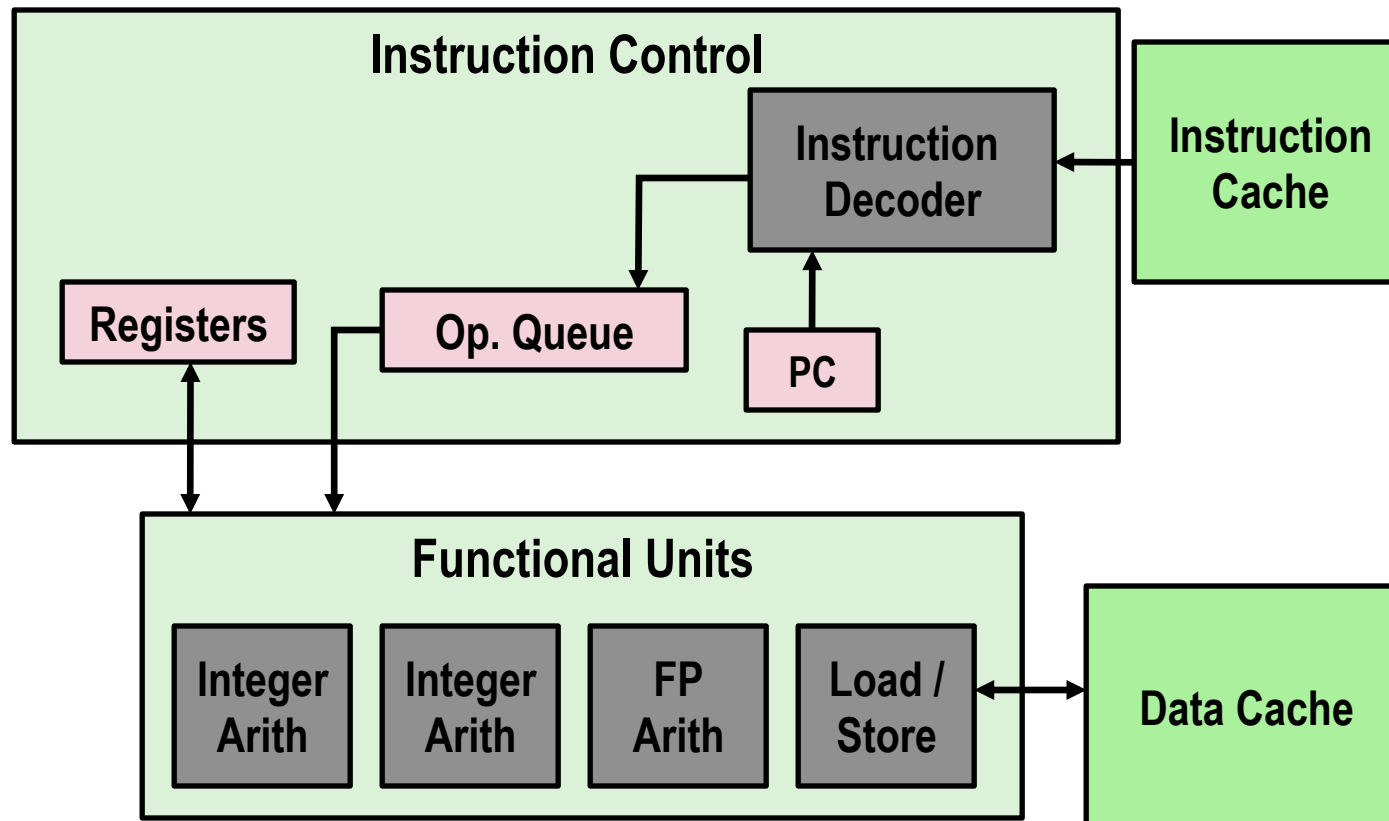 Instruction Control
Instruction
Decoder
Instruction
Cache
Registers
Op. Queue
PC
Functional Units
Integer
Arith
Integer
Arith
FP
Arith
Load /
Store
Data Cache